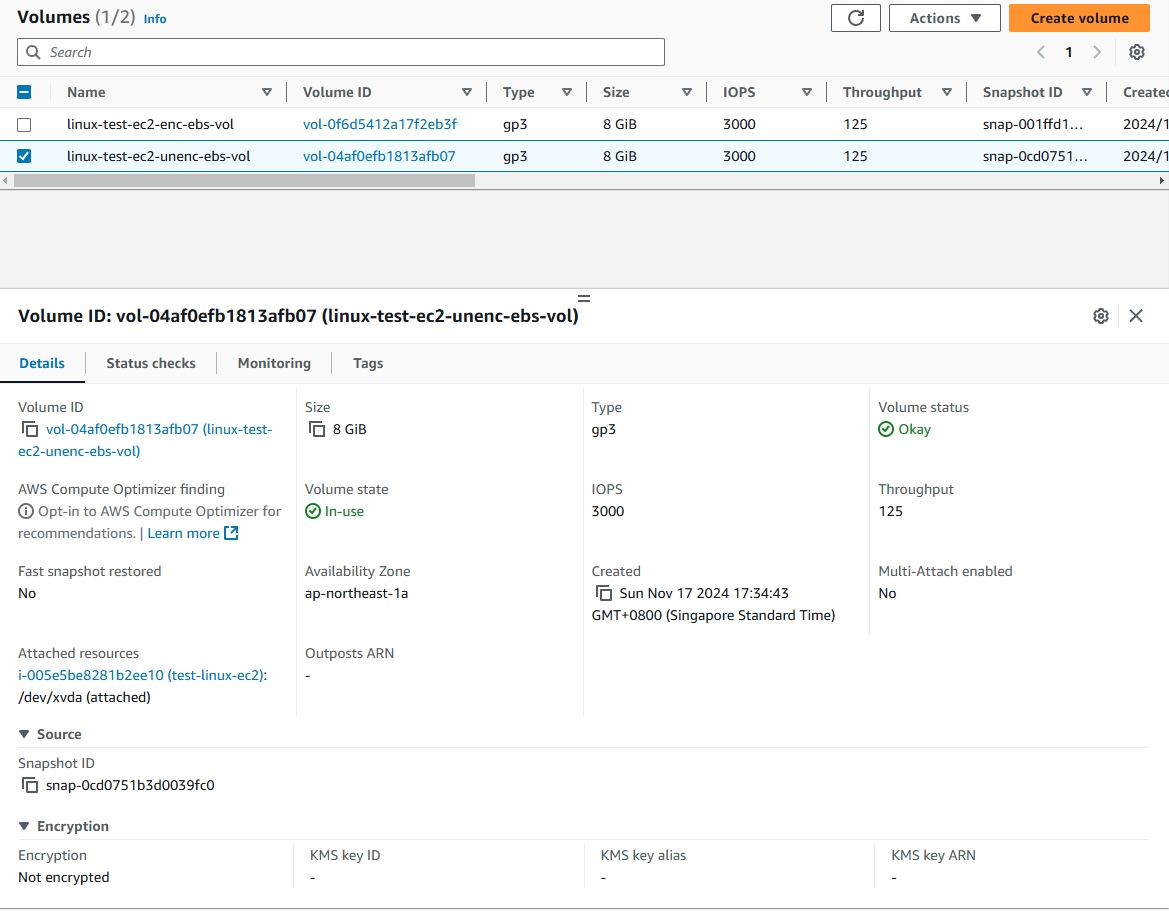 Volumes (1/2) Info
Actions
Create volume
Search
1
Name Volume ID Type Size IOPS Throughput Snapshot ID Created
linux-test-ec2-enc-ebs-vol vol-0f6d5412a17f2eb3f gp3 8 GiB 3000 125 snap-001ffd1... 2024/1
linux-test-ec2-unenc-ebs-vol vol-04af0efb1813afb07 gp3 8 GiB 3000 125 snap-0cd0751... 2024/1
Volume ID: vol-04af0efb1813afb07 (linux-test-ec2-unenc-ebs-vol)
Details Status checks Monitoring Tags
Volume ID
vol-04af0efb1813afb07 (linux-test-
ec2-unenc-ebs-vol)
Size
8 GiB
Type
gp3
Volume status
Okay
AWS Compute Optimizer finding
Opt-in to AWS Compute Optimizer for
recommendations. | Learn more
Volume state
In-use
IOPS
3000
Throughput
125
Fast snapshot restored
No
Availability Zone
ap-northeast-1a
Created
Sun Nov 17 2024 17:34:43
GMT+0800 (Singapore Standard Time)
Multi-Attach enabled
No
Attached resources
i-005e5be8281b2ee10 (test-linux-ec2):
/dev/xvda (attached)
Outposts ARN
-
Source
Snapshot ID
snap-0cd0751b3d0039fc0
Encryption
Encryption
Not encrypted
KMS key ID
-
KMS key alias
-
KMS key ARN
-